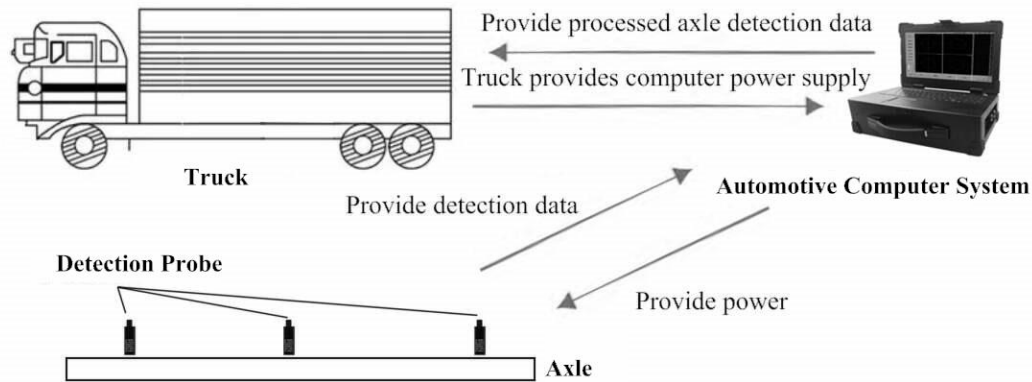 Provide processed axle detection data
Truck provides computer power supply
Truck
Automotive Computer System
Provide detection data
Detection Probe
Provide power
Axle